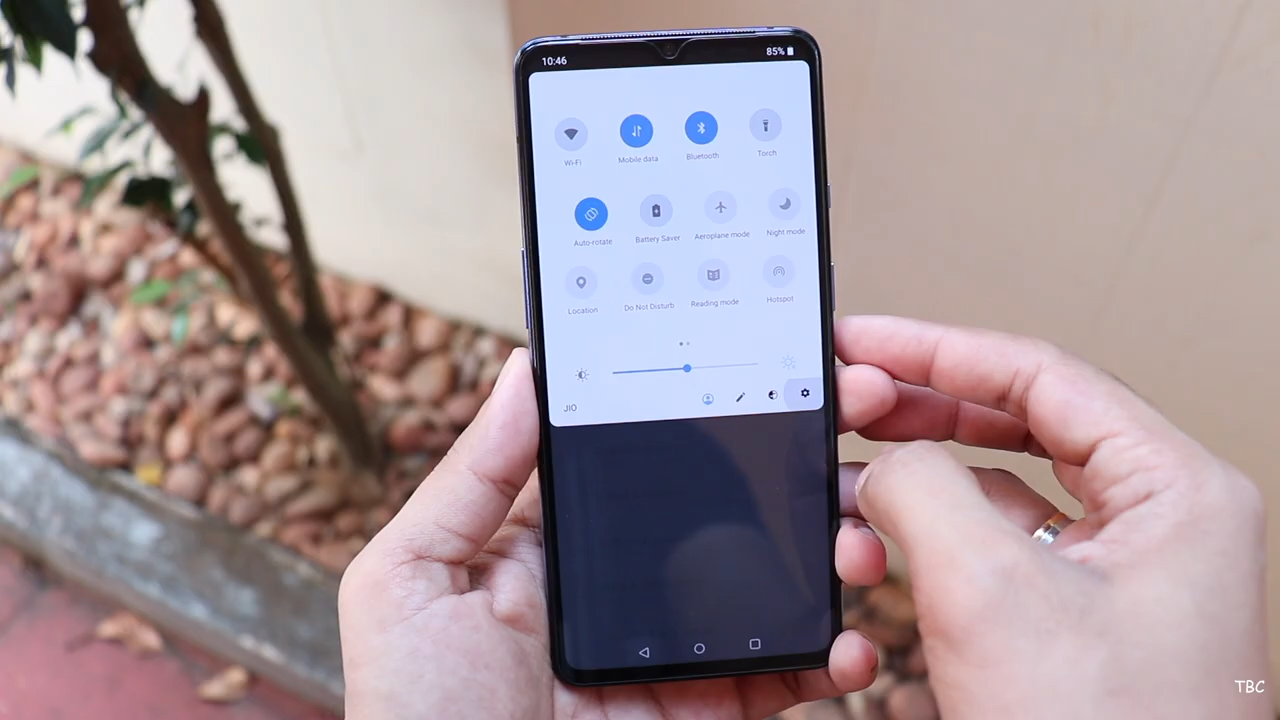 10:46 85%
Wi-Fi Mobile data Bluetooth Torch
Auto-rotate Battery Saver Aeroplane mode Night mode
Location Do Not Disturb Reading mode Hotspot
JIO
TBC